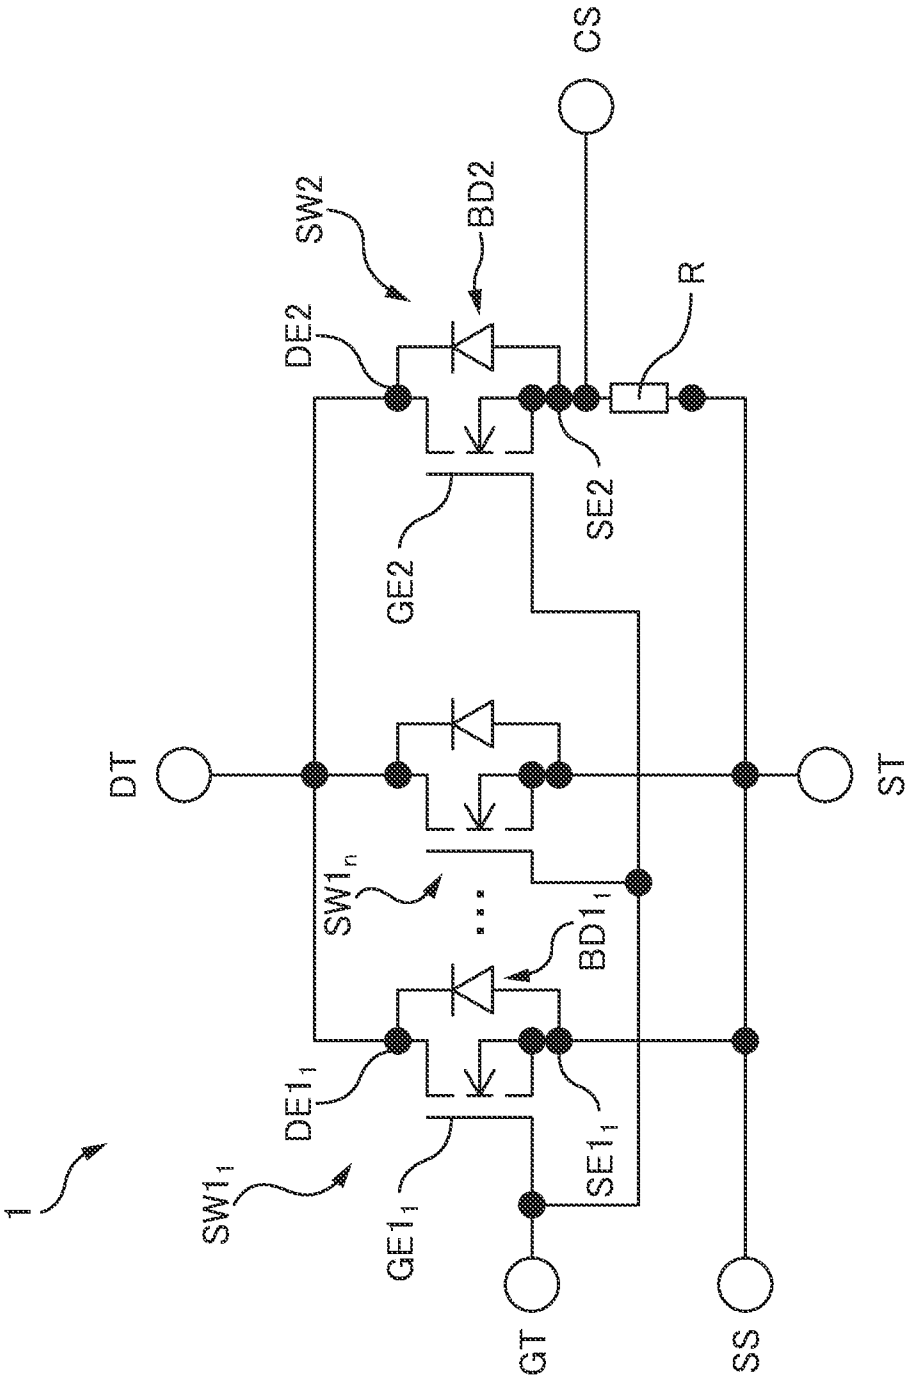 1
DT
SW1₁
DE1₁
GE1₁
SW1ₙ
...
BD1₁
SE1₁
DE2
SW2
BD2
GE2
SE2
CS
R
GT
SS
ST